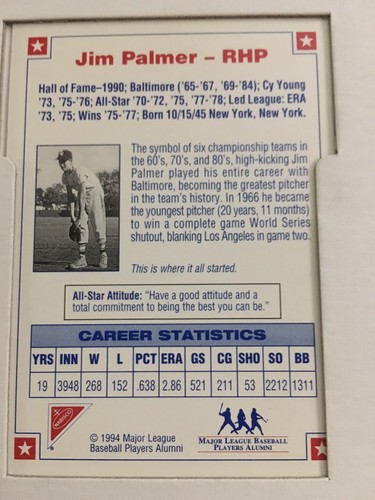 Jim Palmer – RHP
Hall of Fame–1990; Baltimore ('65-'67, '69-'84); Cy Young
'73, '75-'76; All-Star '70-'72, '75, '77-'78; Led League: ERA
'73, '75; Wins '75-'77; Born 10/15/45 New York, New York.
The symbol of six championship teams in
the 60's, 70's, and 80's, high-kicking Jim
Palmer played his entire career with
Baltimore, becoming the greatest pitcher
in the team's history. In 1966 he became
the youngest pitcher (20 years, 11 months)
to win a complete game World Series
shutout, blanking Los Angeles in game two.
This is where it all started.
All-Star Attitude: "Have a good attitude and a
total commitment to being the best you can be."
CAREER STATISTICS
YRS INN W L PCT ERA GS CG SHO SO BB
19 3948 268 152 .638 2.86 521 211 53 2212 1311
NABISCO
© 1994 Major League
Baseball Players Alumni
MAJOR LEAGUE BASEBALL
PLAYERS ALUMNI